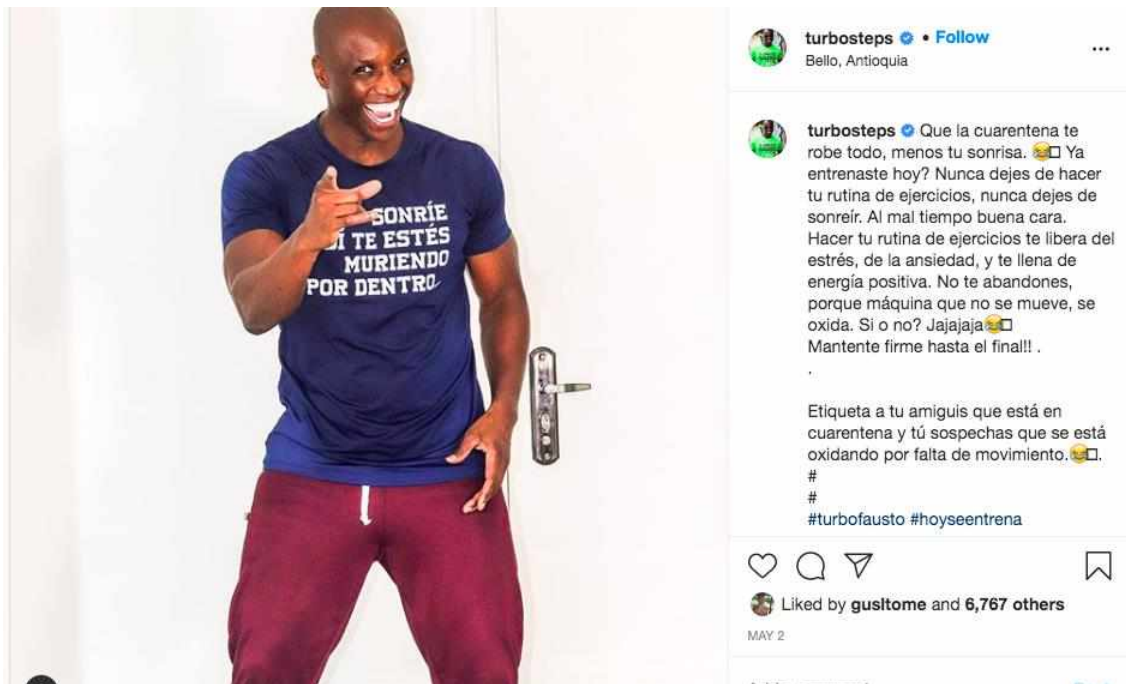 SONRÍE
SÍ TE ESTÉS
MURIENDO
POR DENTRO
turbosteps • Follow
Bello, Antioquia
...
turbosteps Que la cuarentena te
robe todo, menos tu sonrisa. 😂□ Ya
entrenaste hoy? Nunca dejes de hacer
tu rutina de ejercicios, nunca dejes de
sonreír. Al mal tiempo buena cara.
Hacer tu rutina de ejercicios te libera del
estrés, de la ansiedad, y te llena de
energía positiva. No te abandones,
porque máquina que no se mueve, se
oxida. Si o no? Jajajaja😂□
Mantente firme hasta el final!! .
.
Etiqueta a tu amiguis que está en
cuarentena y tú sospechas que se está
oxidando por falta de movimiento.😂□.
#
#
#turbofausto #hoyseentrena
Liked by gusltome and 6,767 others
MAY 2